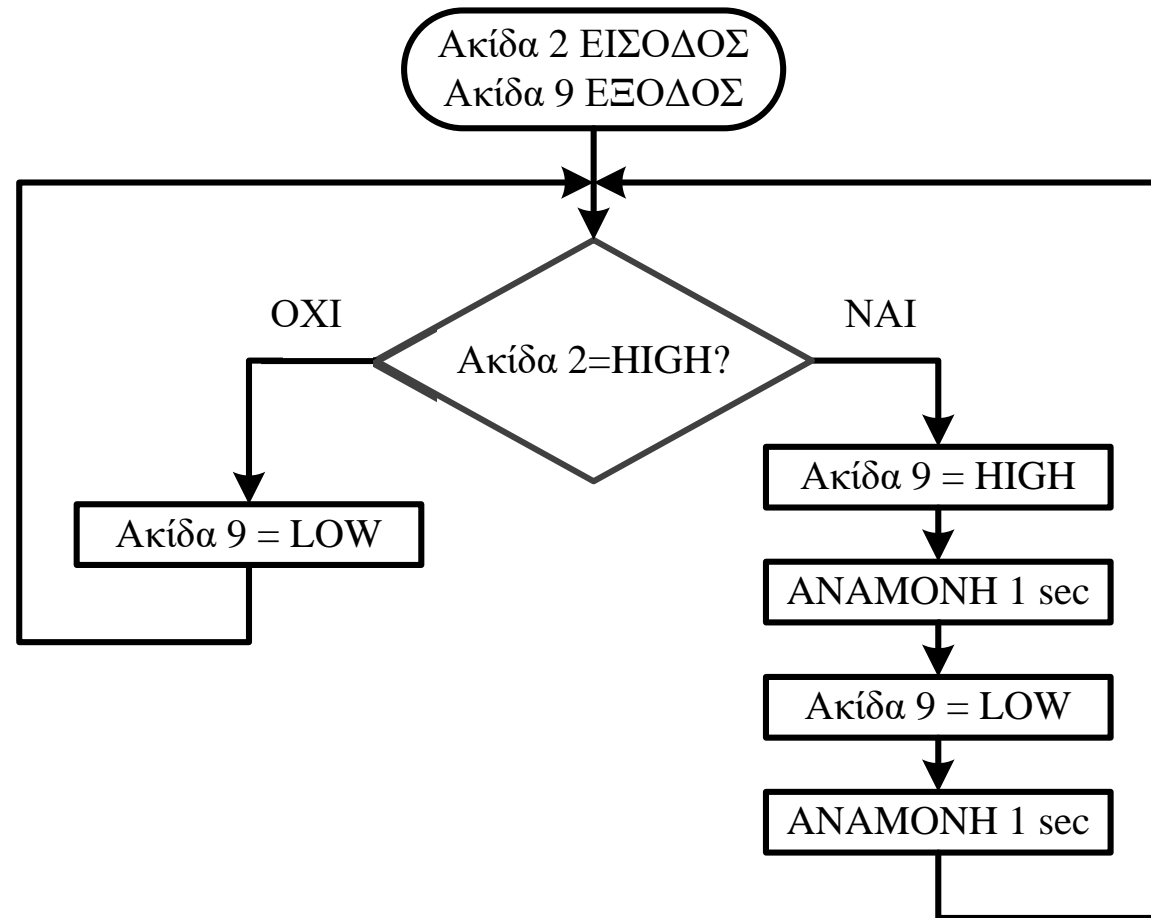 Ακίδα 2 ΕΙΣΟΔΟΣ
Ακίδα 9 ΕΞΟΔΟΣ
ΟΧΙ
ΝΑΙ
Ακίδα 2=HIGH?
Ακίδα 9 = HIGH
Ακίδα 9 = LOW
ΑΝΑΜΟΝΗ 1 sec
Ακίδα 9 = LOW
ΑΝΑΜΟΝΗ 1 sec